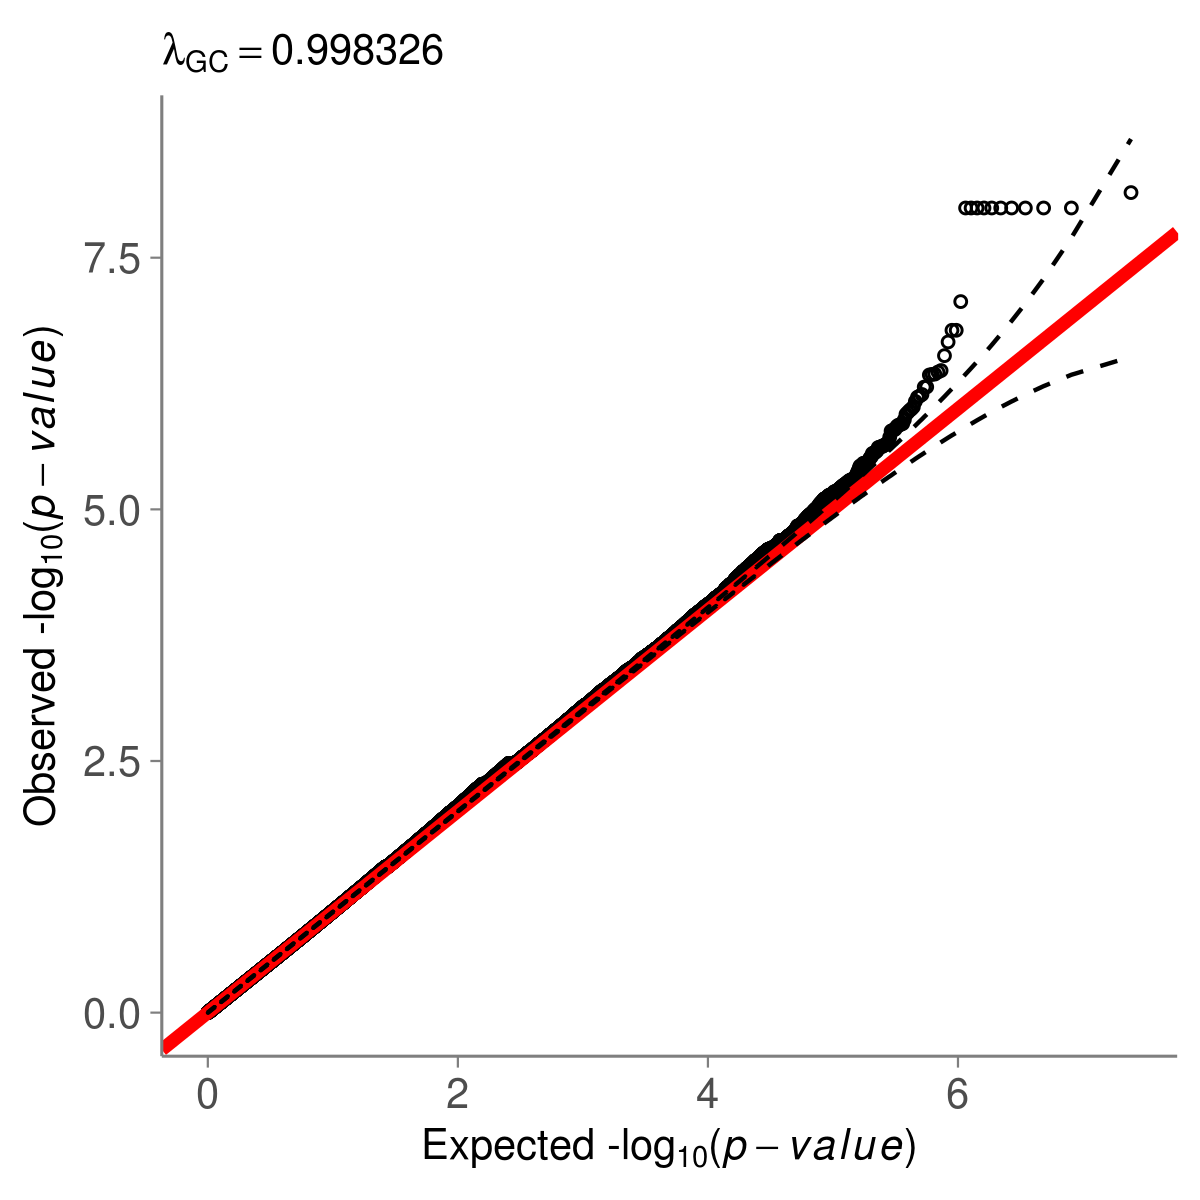 λGC = 0.998326
Observed -log10(p − value)
7.5
5.0
2.5
0.0
0 2 4 6
Expected -log10(p − value)